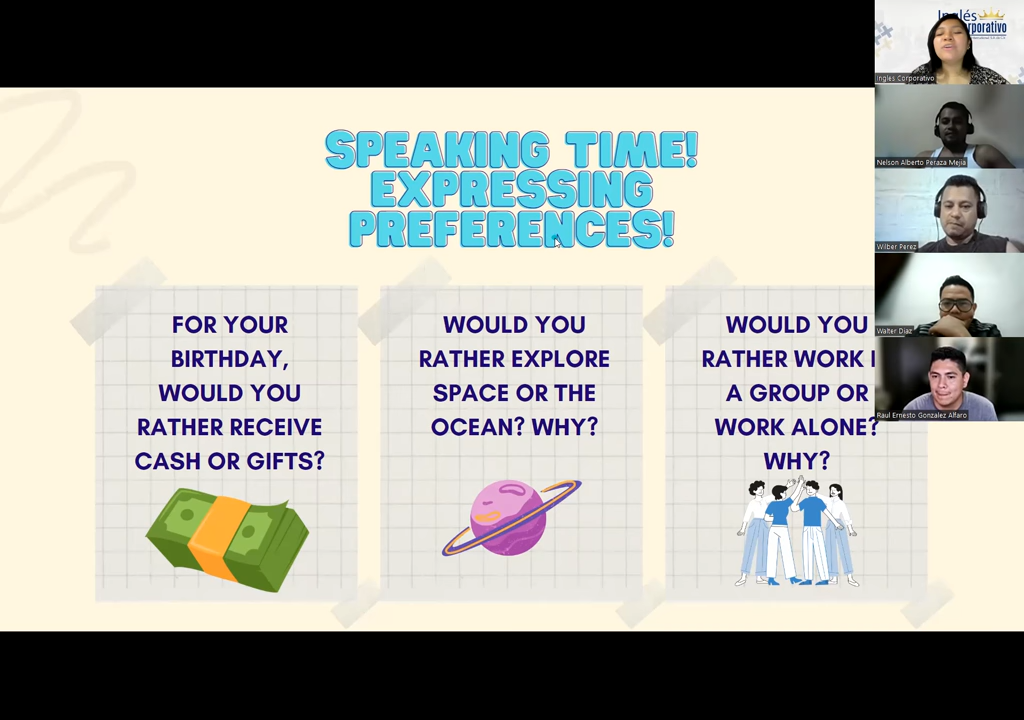 SPEAKING TIME!
EXPRESSING
PREFERENCES!
FOR YOUR
BIRTHDAY,
WOULD YOU
RATHER RECEIVE
CASH OR GIFTS?
WOULD YOU
RATHER EXPLORE
SPACE OR THE
OCEAN? WHY?
WOULD YOU
RATHER WORK
A GROUP OR
WORK ALONE?
WHY?
Inglés
orporativo
Ingles Corporativo
Nelson Alberto Peraza Mejia
Wilber Perez
Walter Diaz
Raul Ernesto Gonzalez Alfaro